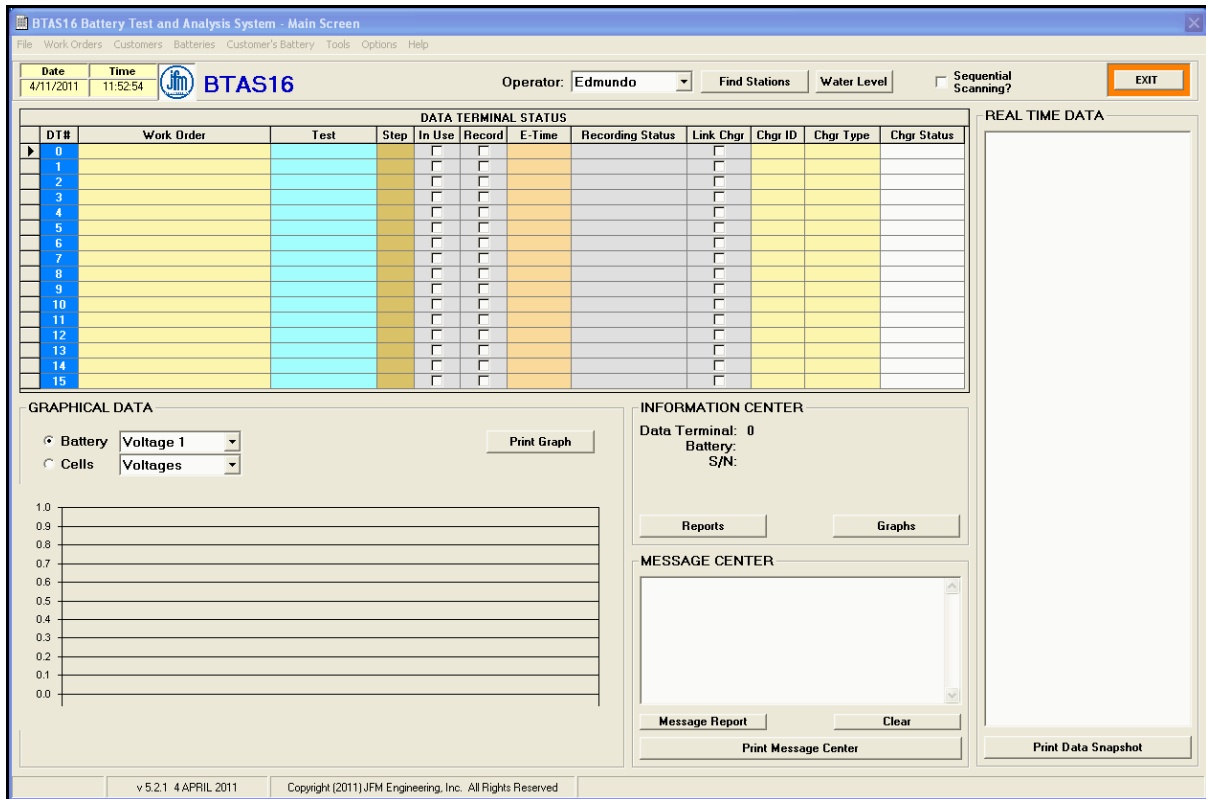 BTAS16 Battery Test and Analysis System - Main Screen
File Work Orders Customers Batteries Customer's Battery Tools Options Help
Date Time
4/11/2011 11:52:54
jfm
BTAS16
Operator: Edmundo
Find Stations
Water Level
Sequential
Scanning?
EXIT
DATA TERMINAL STATUS
DT# Work Order Test Step In Use Record E-Time Recording Status Link Chgr Chgr ID Chgr Type Chgr Status
0
1
2
3
4
5
6
7
8
9
10
11
12
13
14
15
REAL TIME DATA
Print Data Snapshot
GRAPHICAL DATA
Battery Voltage 1
Cells Voltages
Print Graph
1.0
0.9
0.8
0.7
0.6
0.5
0.4
0.3
0.2
0.1
0.0
INFORMATION CENTER
Data Terminal: 0
Battery:
S/N:
Reports
Graphs
MESSAGE CENTER
Message Report
Clear
Print Message Center
v 5.2.1 4 APRIL 2011
Copyright (2011) JFM Engineering, Inc. All Rights Reserved